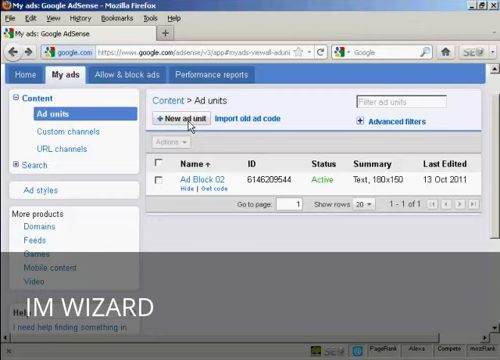 My ads: Google AdSense - Mozilla Firefox
File Edit View History Bookmarks Tools Help
My ads: Google AdSense
google.com https://www.google.com/adsense/v3/app#myads-viewall-aduni Google
Home My ads Allow & block ads Performance reports
Content
Ad units
Custom channels
URL channels
Search
Ad styles
More products
Domains
Feeds
Games
Mobile content
Video
I need help finding something in
Content > Ad units
Filter ad units
New ad unit Import old ad code
Advanced filters
Actions
Name ID Status Summary Last Edited
Ad Block 02 6146209544 Active Text, 180x150 13 Oct 2011
Hide | Get code
Go to page: 1 Show rows 20 1 - 1 of 1
IM WIZARD
PageRank Alexa Compete mozRank